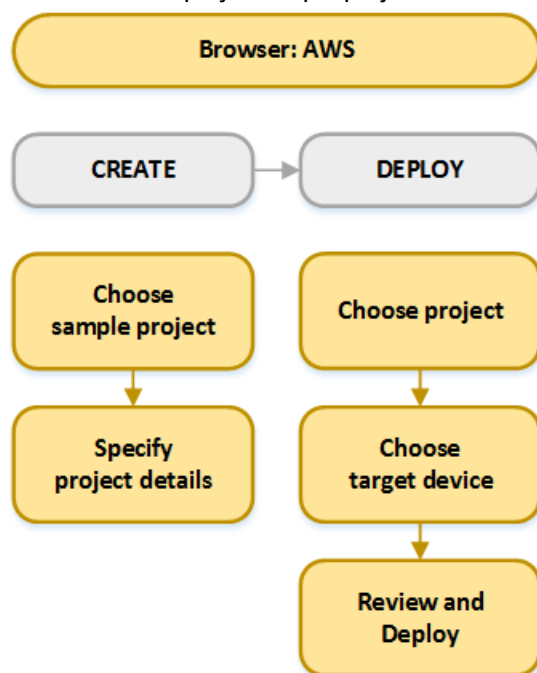 Browser: AWS
CREATE
DEPLOY
Choose
sample project
Choose project
Specify
project details
Choose
target device
Review and
Deploy